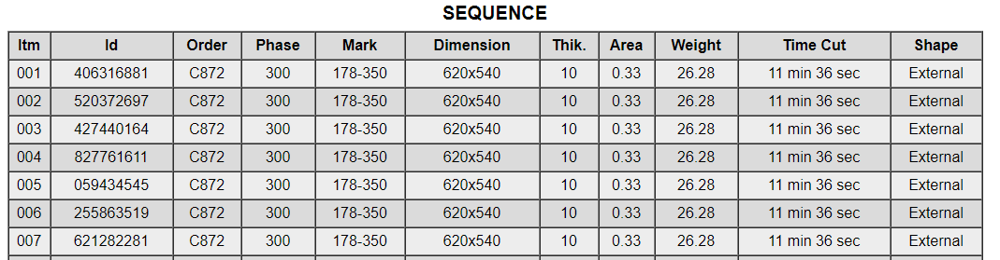 SEQUENCE
Itm Id Order Phase Mark Dimension Thik. Area Weight Time Cut Shape
001 406316881 C872 300 178-350 620x540 10 0.33 26.28 11 min 36 sec External
002 520372697 C872 300 178-350 620x540 10 0.33 26.28 11 min 36 sec External
003 427440164 C872 300 178-350 620x540 10 0.33 26.28 11 min 36 sec External
004 827761611 C872 300 178-350 620x540 10 0.33 26.28 11 min 36 sec External
005 059434545 C872 300 178-350 620x540 10 0.33 26.28 11 min 36 sec External
006 255863519 C872 300 178-350 620x540 10 0.33 26.28 11 min 36 sec External
007 621282281 C872 300 178-350 620x540 10 0.33 26.28 11 min 36 sec External